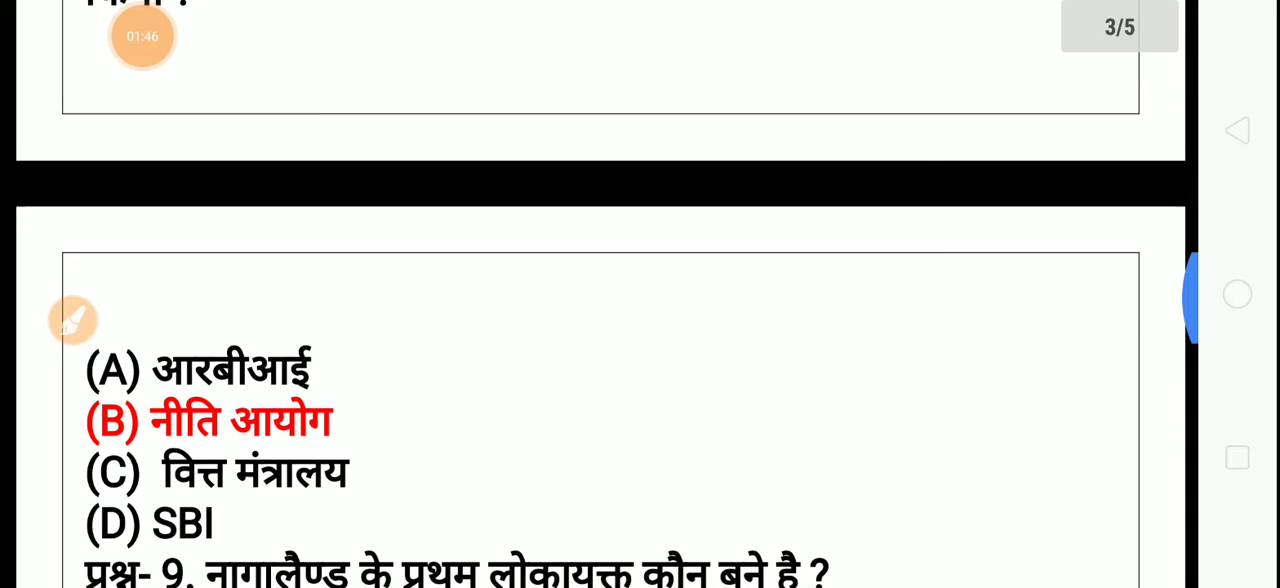 01:46
3/5
(A) आरबीआई
(B) नीति आयोग
(C) वित्त मंत्रालय
(D) SBI
प्रश्न- 9. नागालैण्ड के प्रथम लोकायुक्त कौन बने है ?